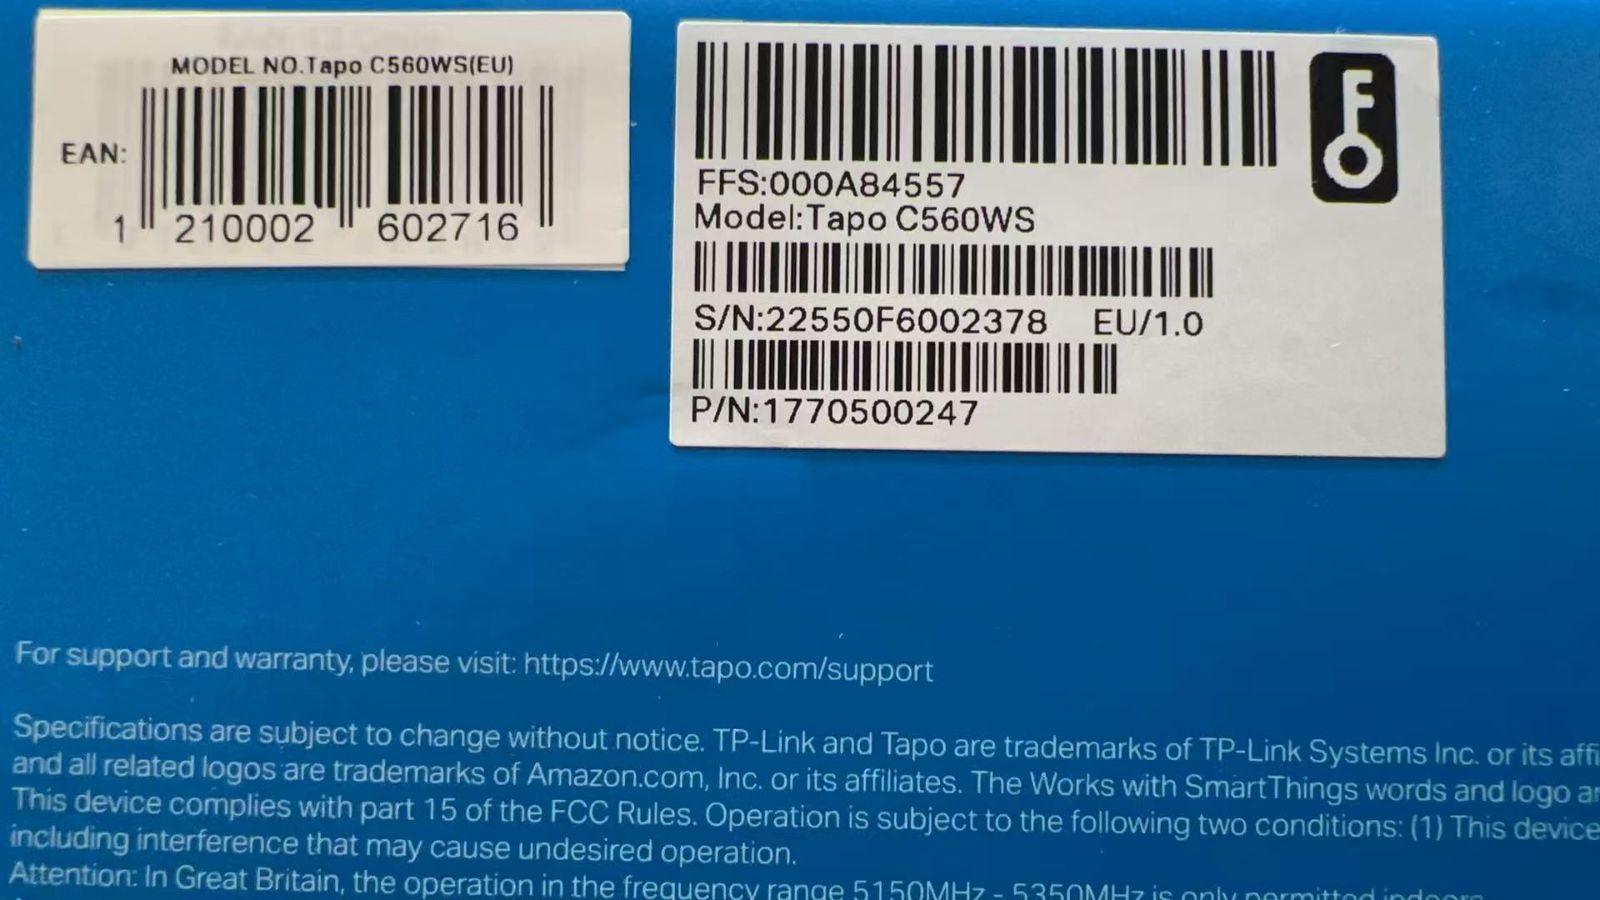 MODEL NO.Tapo C560WS(EU)
EAN:
1 210002 602716
FFS:000A84557
Model:Tapo C560WS
S/N:22550F6002378 EU/1.0
P/N:1770500247
For support and warranty, please visit: https://www.tapo.com/support
Specifications are subject to change without notice. TP-Link and Tapo are trademarks of TP-Link Systems Inc. or its
and all related logos are trademarks of Amazon.com, Inc. or its affiliates. The Works with SmartThings words and logo
This device complies with part 15 of the FCC Rules. Operation is subject to the following two conditions: (1) This device
including interference that may cause undesired operation.
Attention: In Great Britain, the operation in the frequency range 5150MHz - 5350MHz is only permitted indoors